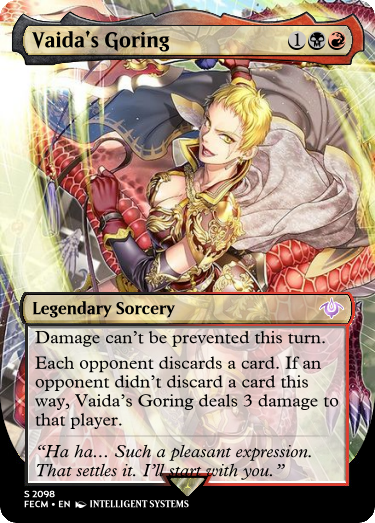 Vaida's Goring 1
Legendary Sorcery
Damage can't be prevented this turn.
Each opponent discards a card. If an
opponent didn't discard a card this
way, Vaida's Goring deals 3 damage to
that player.
“Ha ha… Such a pleasant expression.
That settles it. I'll start with you.”
S 2098
FECM • EN INTELLIGENT SYSTEMS